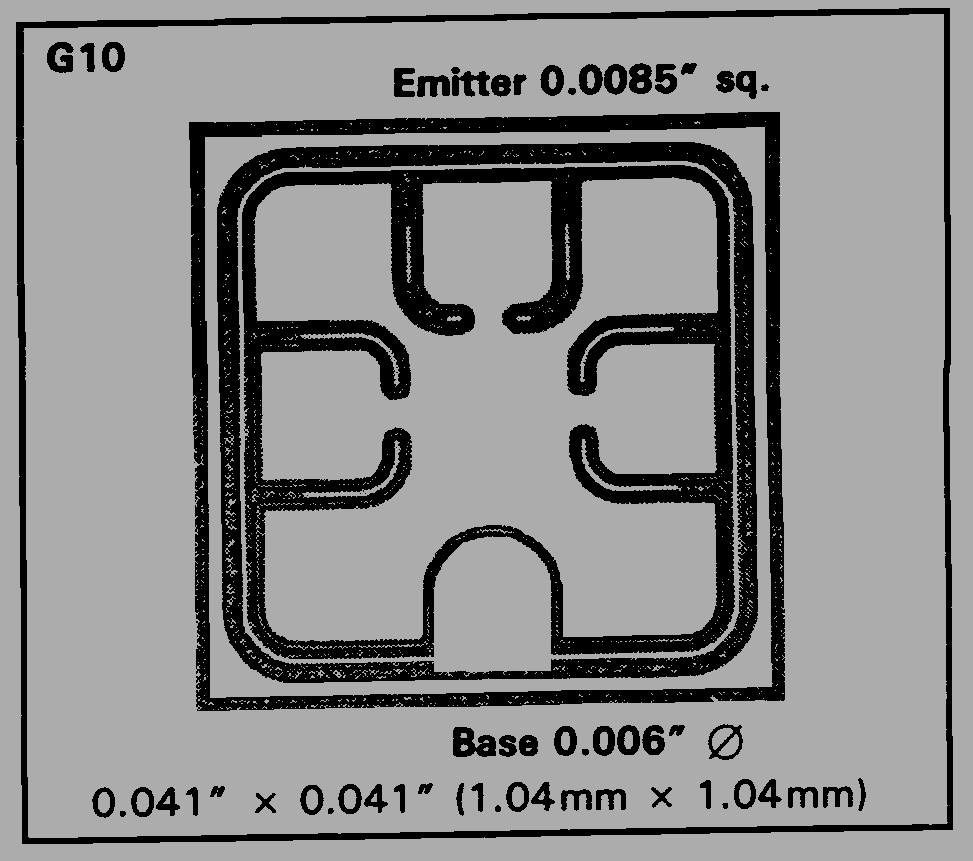 G10
Emitter 0.0085″ sq.
Base 0.006″ ∅
0.041″ × 0.041″ (1.04mm × 1.04mm)